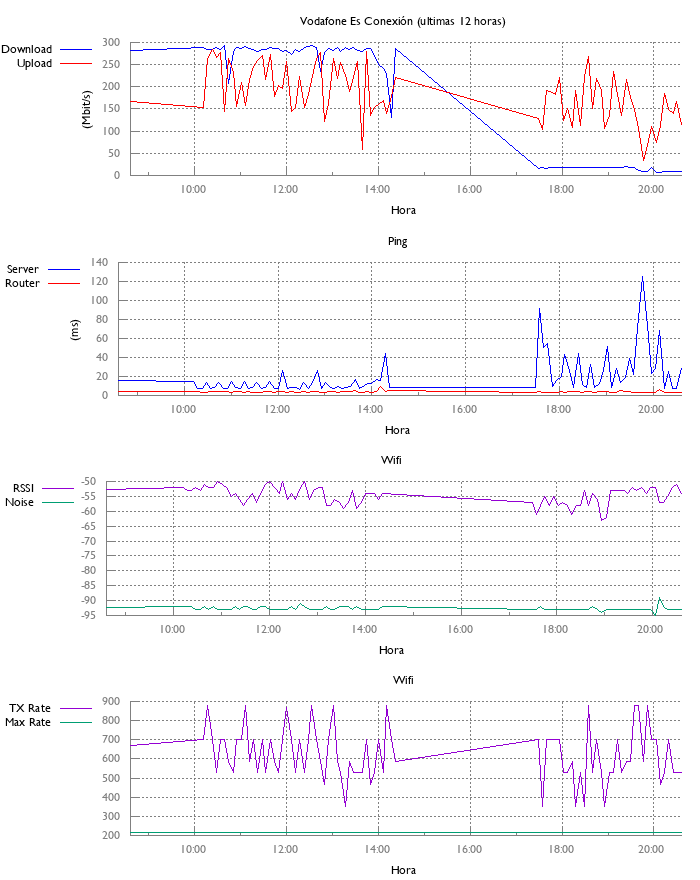 Vodafone Es Conexión (ultimas 12 horas)
Download
Upload
(Mbit/s)
300
250
200
150
100
50
0
10:00 12:00 14:00 16:00 18:00 20:00
Hora
Ping
Server
Router
(ms)
140
120
100
80
60
40
20
0
10:00 12:00 14:00 16:00 18:00 20:00
Hora
Wifi
RSSI
Noise
-50
-55
-60
-65
-70
-75
-80
-85
-90
-95
10:00 12:00 14:00 16:00 18:00 20:00
Hora
Wifi
TX Rate
Max Rate
900
800
700
600
500
400
300
200
10:00 12:00 14:00 16:00 18:00 20:00
Hora